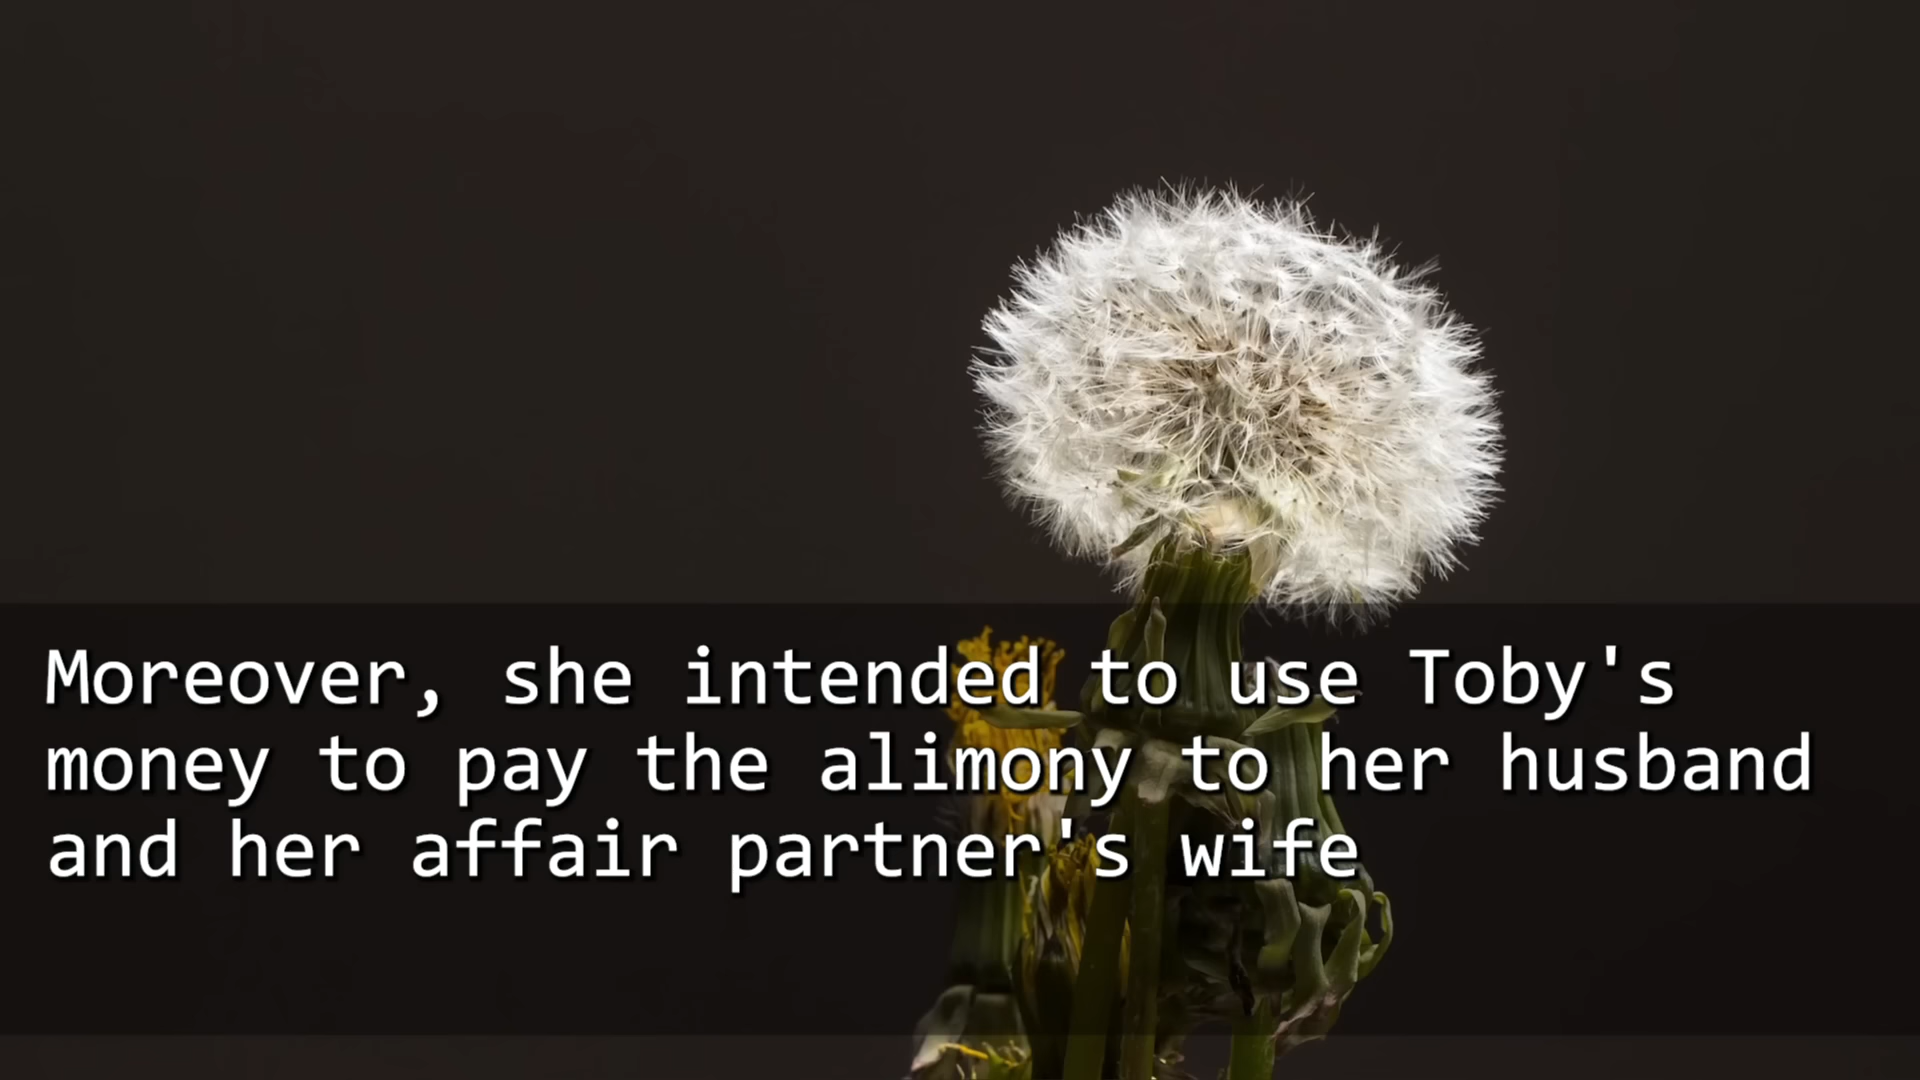 Moreover, she intended to use Toby's
money to pay the alimony to her husband
and her affair partner's wife